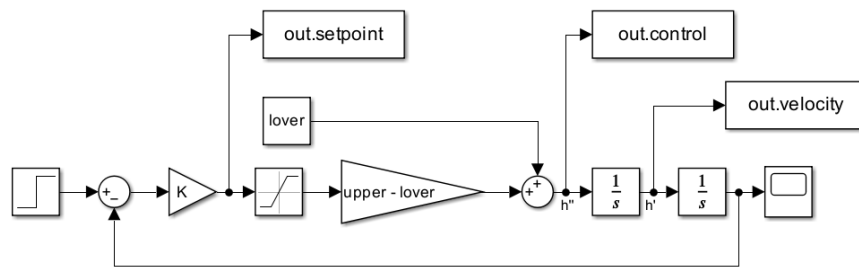 out.setpoint
out.control
out.velocity
lover
+
+
−
K
upper - lover
+
h"
1
s
h'
1
s